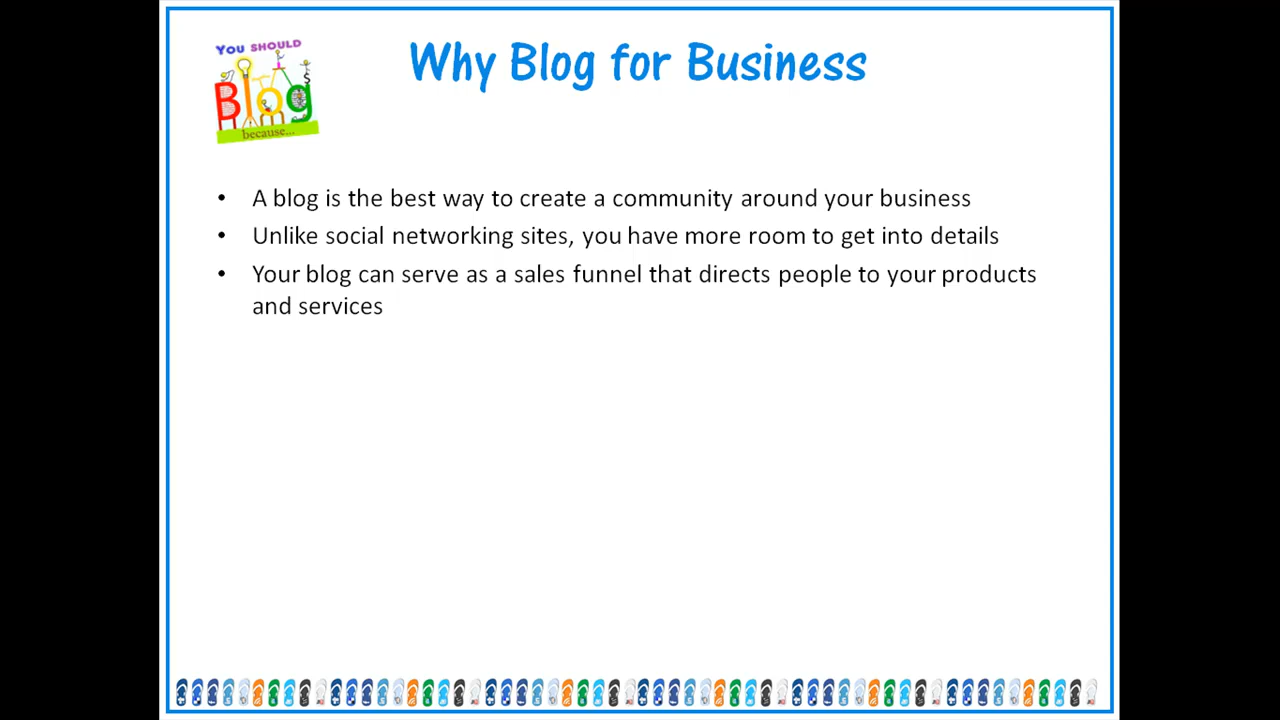 You should
Blog
because...
Why Blog for Business
• A blog is the best way to create a community around your business
• Unlike social networking sites, you have more room to get into details
• Your blog can serve as a sales funnel that directs people to your products
and services